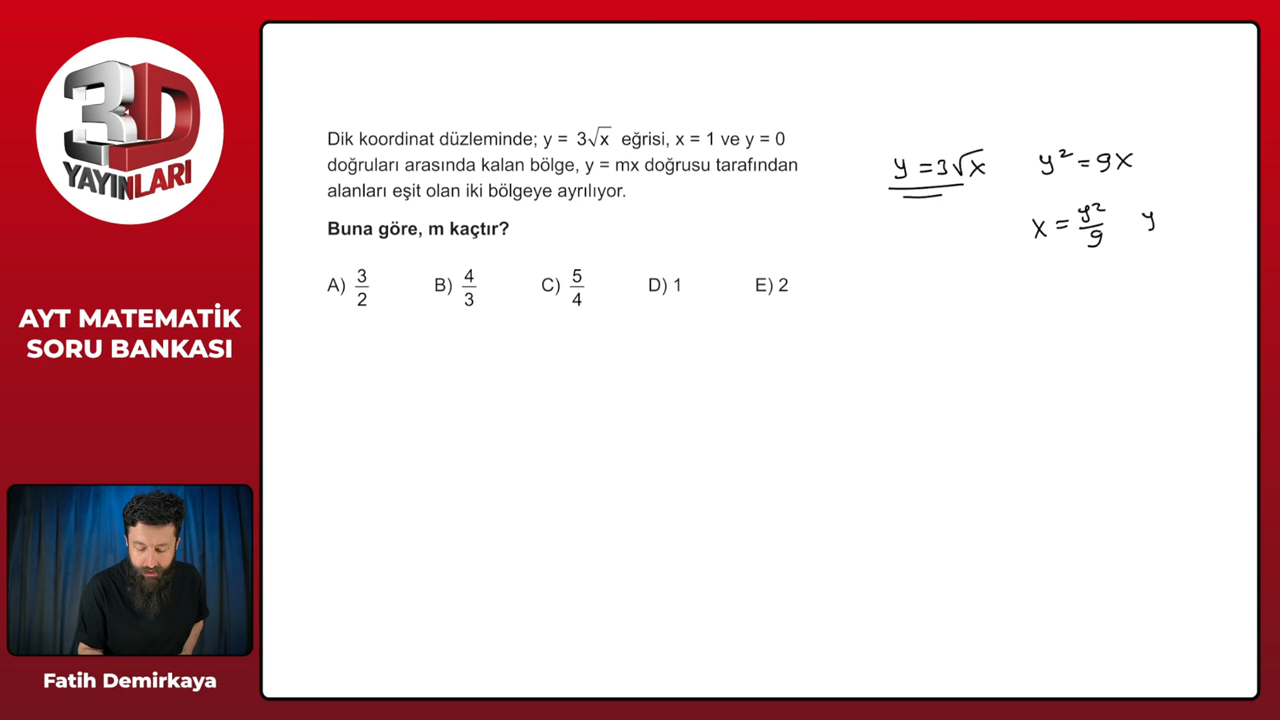 3D
YAYINLARI
AYT MATEMATİK
SORU BANKASI
Fatih Demirkaya
Dik koordinat düzleminde; y = 3√x eğrisi, x = 1 ve y = 0
doğruları arasında kalan bölge, y = mx doğrusu tarafından
alanları eşit olan iki bölgeye ayrılıyor.
Buna göre, m kaçtır?
A) 3/2 B) 4/3 C) 5/4 D) 1 E) 2
y = 3√x y² = 9x
x = y²/9 y